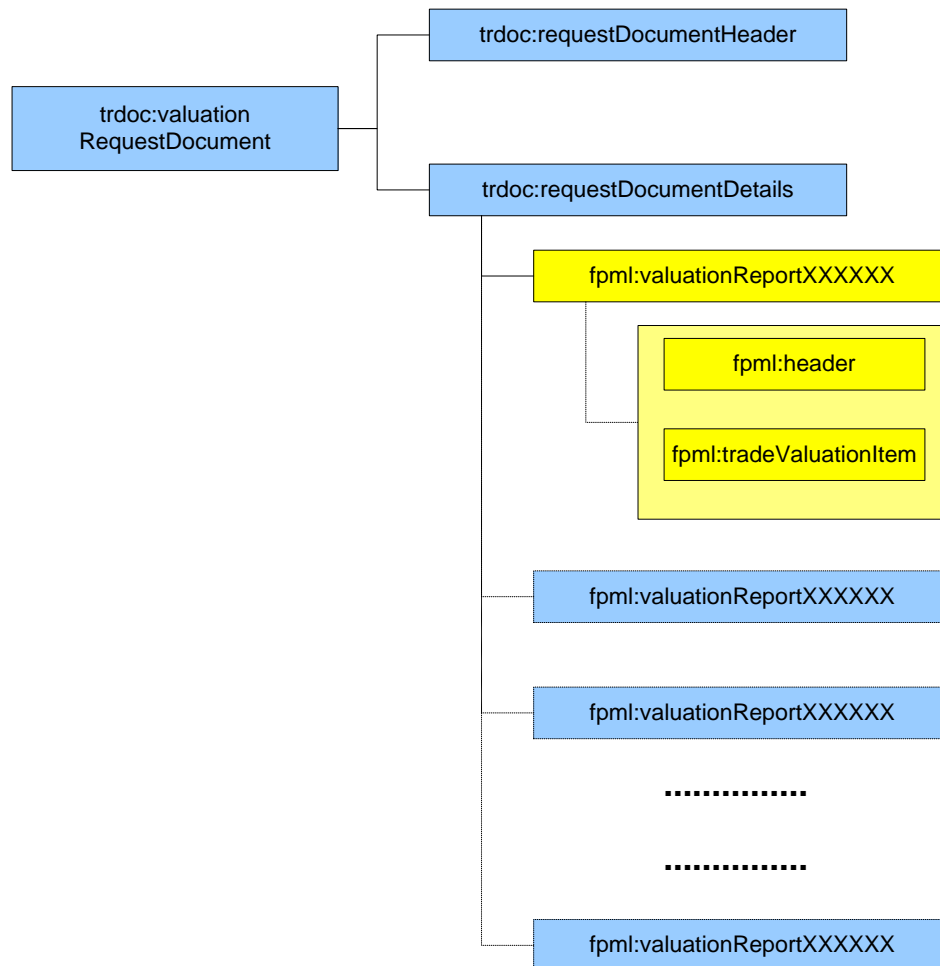 trdoc:requestDocumentHeader
trdoc:valuation
RequestDocument
trdoc:requestDocumentDetails
fpml:valuationReportXXXXXX
fpml:header
fpml:tradeValuationItem
fpml:valuationReportXXXXXX
fpml:valuationReportXXXXXX
...............
...............
fpml:valuationReportXXXXXX